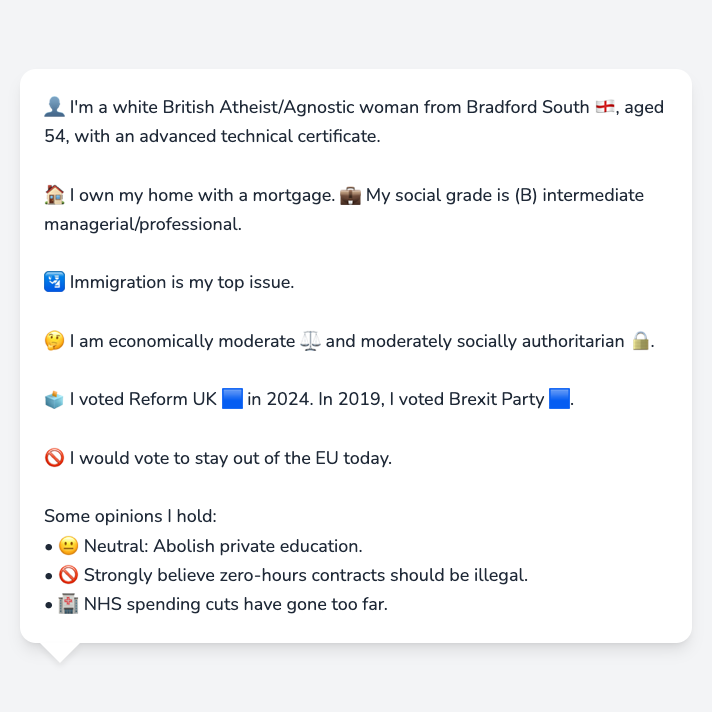 👤 I'm a white British Atheist/Agnostic woman from Bradford South 🏴󠁧󠁢󠁥󠁮󠁧󠁿, aged
54, with an advanced technical certificate.
🏠 I own my home with a mortgage. 💼 My social grade is (B) intermediate
managerial/professional.
🛂 Immigration is my top issue.
🤔 I am economically moderate ⚖️ and moderately socially authoritarian 🔒.
🗳️ I voted Reform UK 🟦 in 2024. In 2019, I voted Brexit Party 🟦.
🚫 I would vote to stay out of the EU today.
Some opinions I hold:
• 😐 Neutral: Abolish private education.
• 🚫 Strongly believe zero-hours contracts should be illegal.
• 🏥 NHS spending cuts have gone too far.